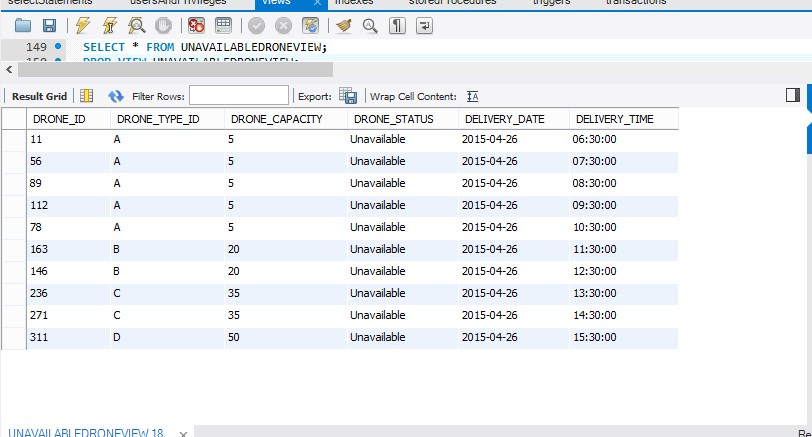 selectStatements usersAndPrivileges views x indexes storedProcedures triggers transactions
149 SELECT * FROM UNAVAILABLEDRONEVIEW;
150 DROP VIEW UNAVAILABLEDRONEVIEW;
Result Grid Filter Rows: Export: Wrap Cell Content:
DRONE_ID DRONE_TYPE_ID DRONE_CAPACITY DRONE_STATUS DELIVERY_DATE DELIVERY_TIME
11 A 5 Unavailable 2015-04-26 06:30:00
56 A 5 Unavailable 2015-04-26 07:30:00
89 A 5 Unavailable 2015-04-26 08:30:00
112 A 5 Unavailable 2015-04-26 09:30:00
78 A 5 Unavailable 2015-04-26 10:30:00
163 B 20 Unavailable 2015-04-26 11:30:00
146 B 20 Unavailable 2015-04-26 12:30:00
236 C 35 Unavailable 2015-04-26 13:30:00
271 C 35 Unavailable 2015-04-26 14:30:00
311 D 50 Unavailable 2015-04-26 15:30:00
UNAVAILABLEDRONEVIEW 18 x Re